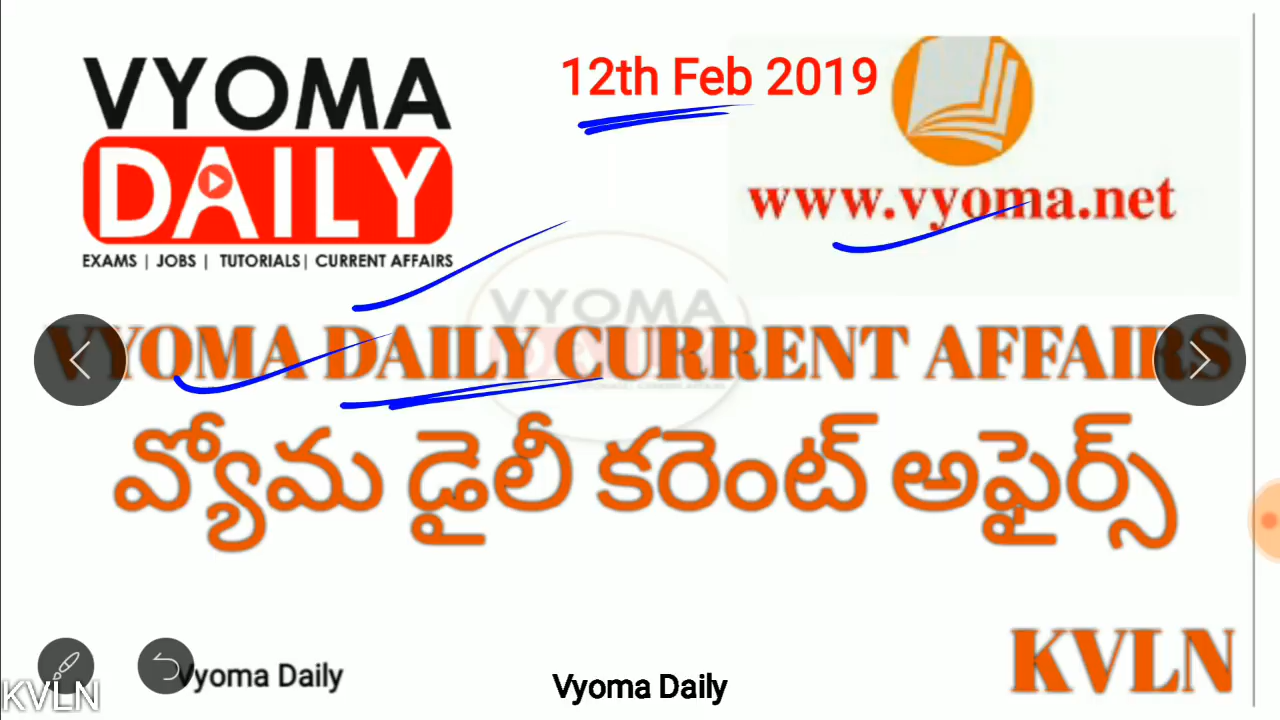 VYOMA
12th Feb 2019
DAILY
www.vyoma.net
EXAMS | JOBS | TUTORIALS | CURRENT AFFAIRS
VYOMA
VYOMA DAILY CURRENT AFFAIRS
వ్యోమ డైలీ కరెంట్ అఫైర్స్
KVLN
Vyoma Daily
Vyoma Daily
KVLN